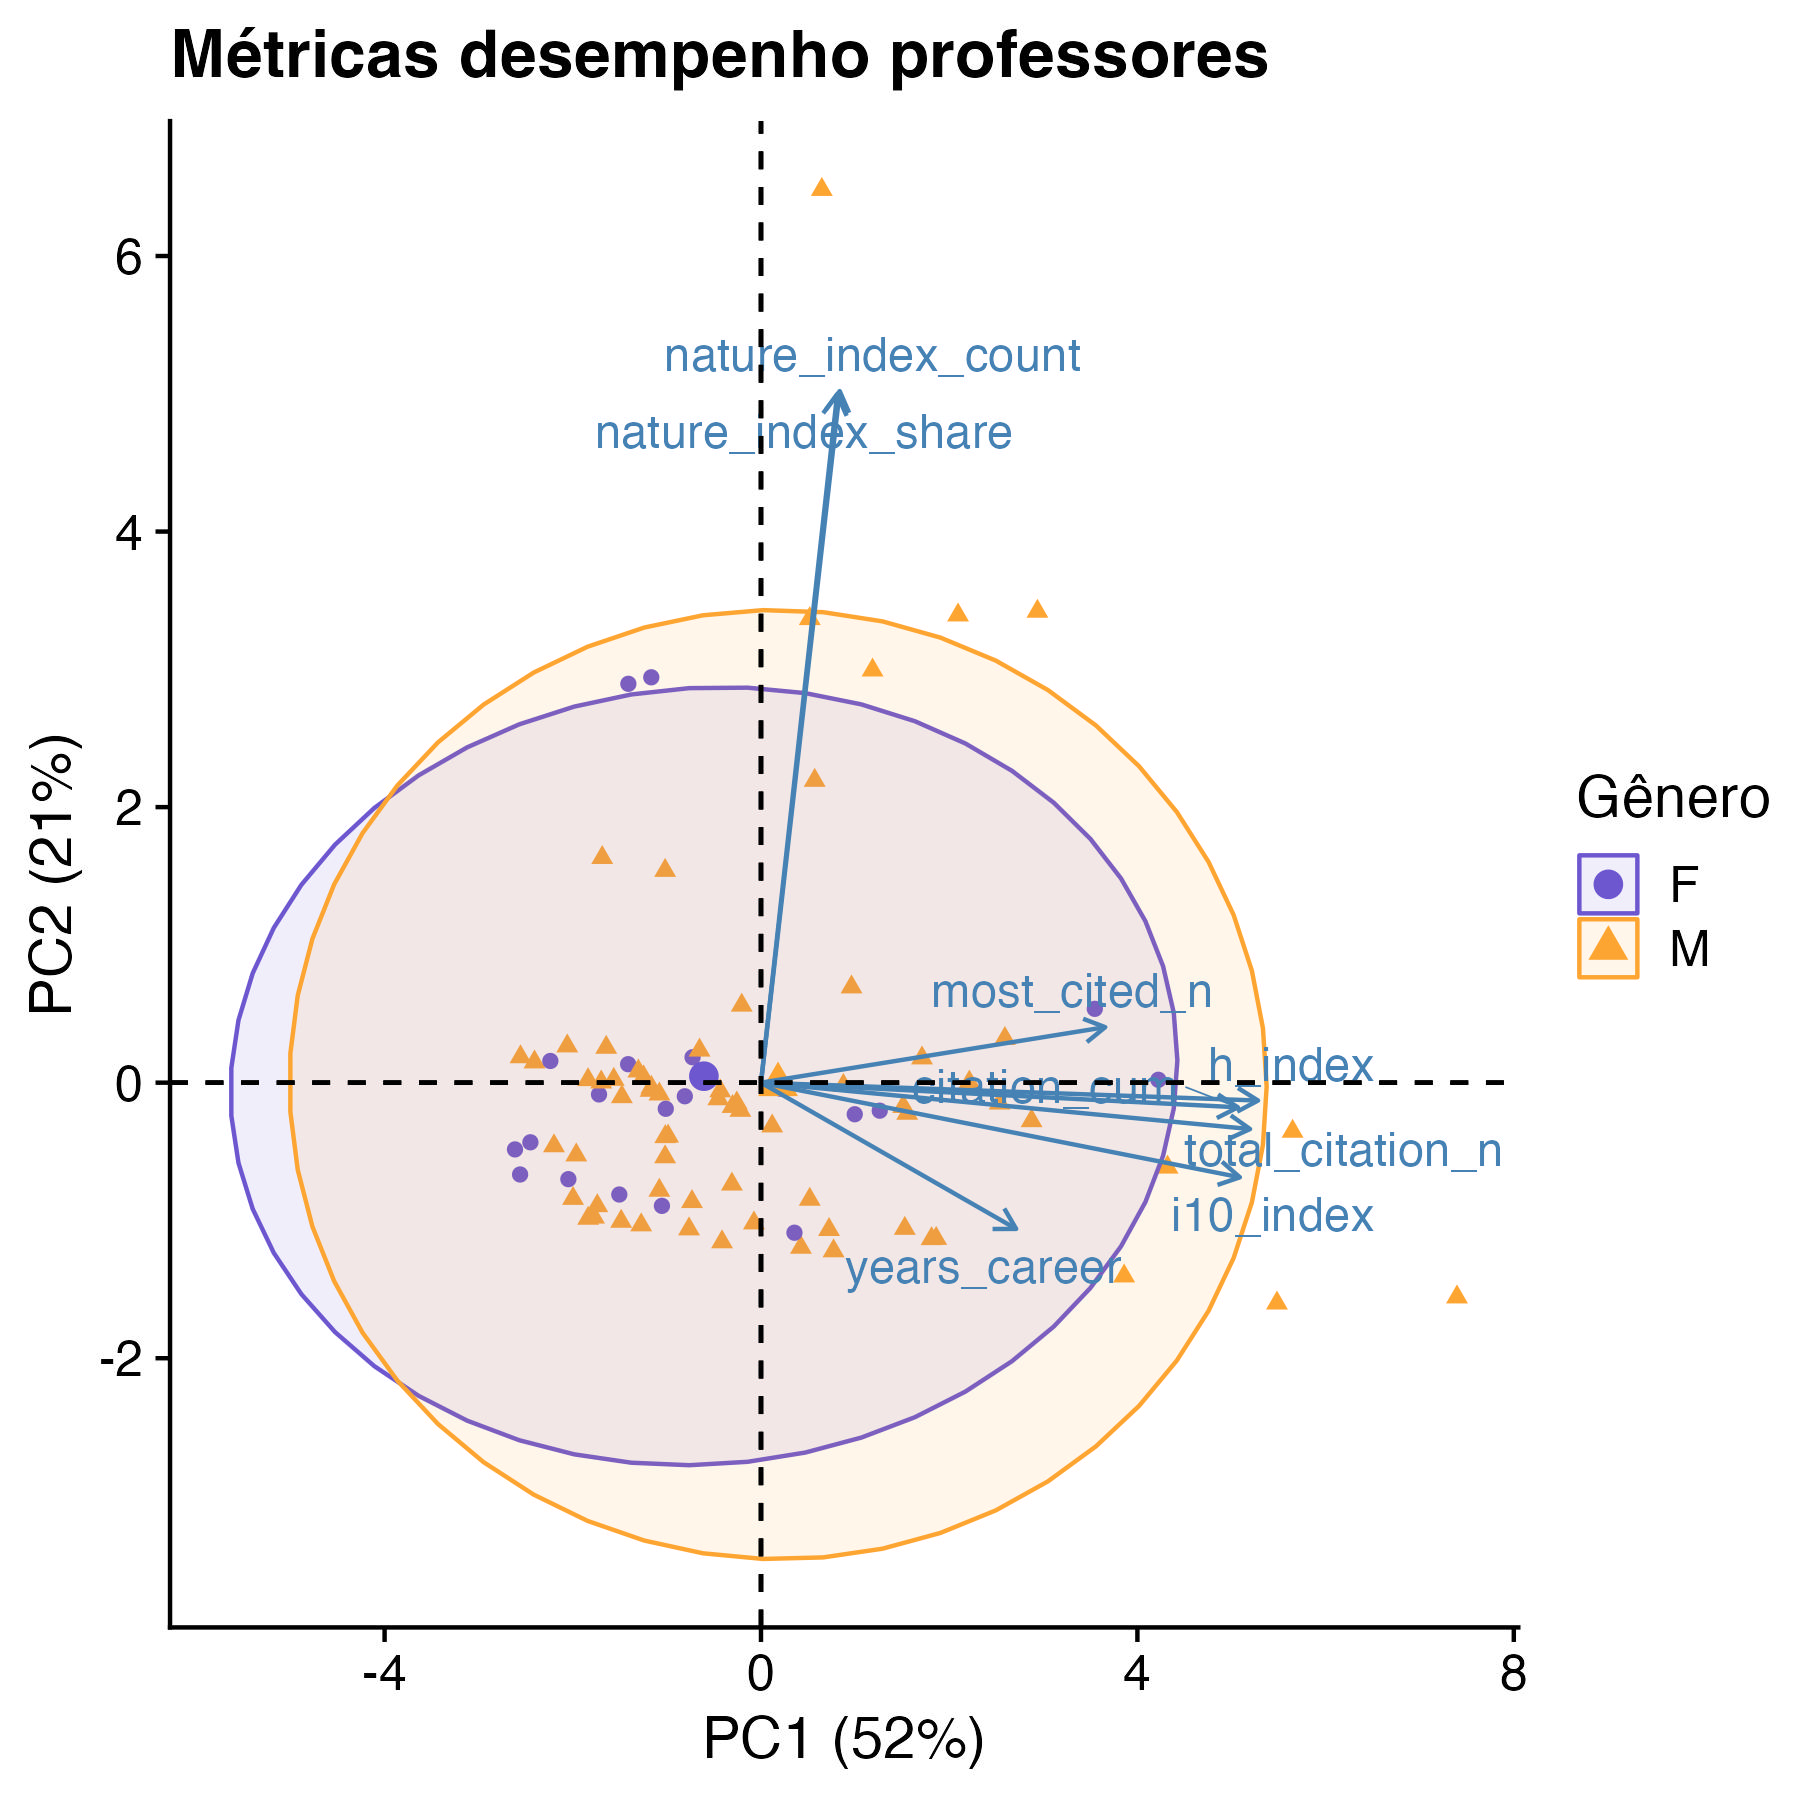 Métricas desempenho professores
6
4
2
0
-2
PC2 (21%)
nature_index_count
nature_index_share
most_cited_n
h_index
citation_curr
total_citation_n
i10_index
years_career
Gênero
F
M
-4
0
4
8
PC1 (52%)